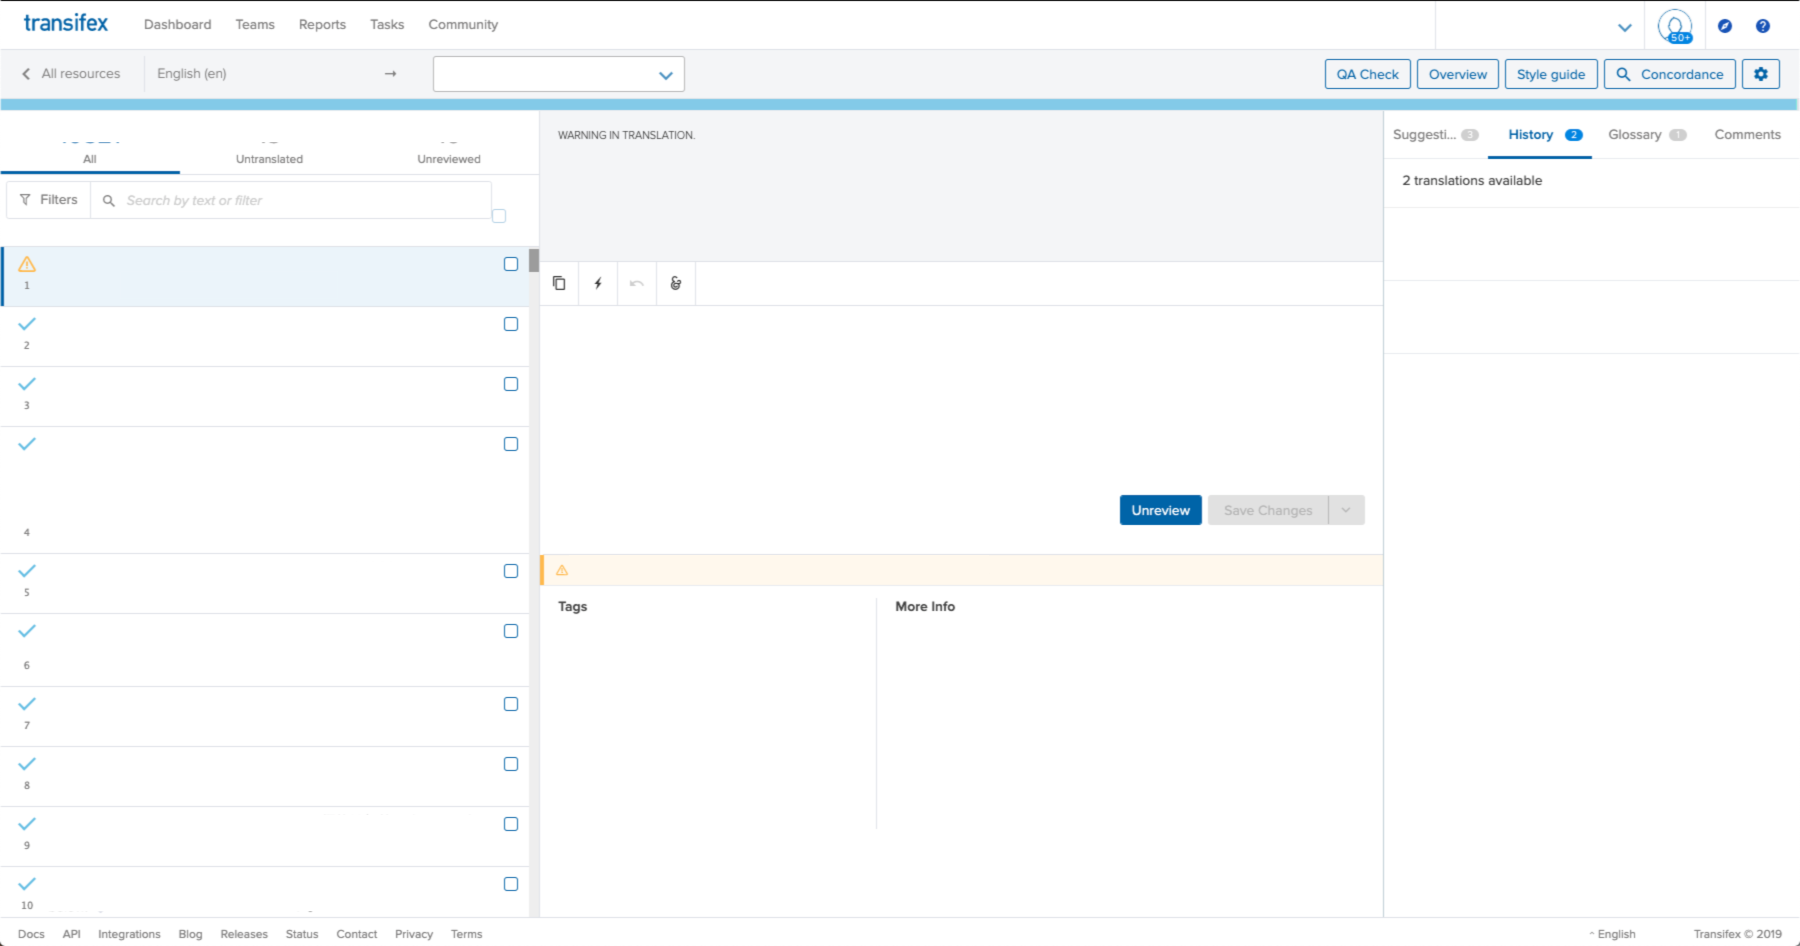 transifex Dashboard Teams Reports Tasks Community
50+
All resources English (en) → QA Check Overview Style guide Concordance
All Untranslated Unreviewed
Filters Search by text or filter
1
2
3
4
5
6
7
8
9
10
WARNING IN TRANSLATION.
Unreview Save Changes
Tags More Info
Suggesti... 3 History 2 Glossary 1 Comments
2 translations available
Docs API Integrations Blog Releases Status Contact Privacy Terms English Transifex © 2019